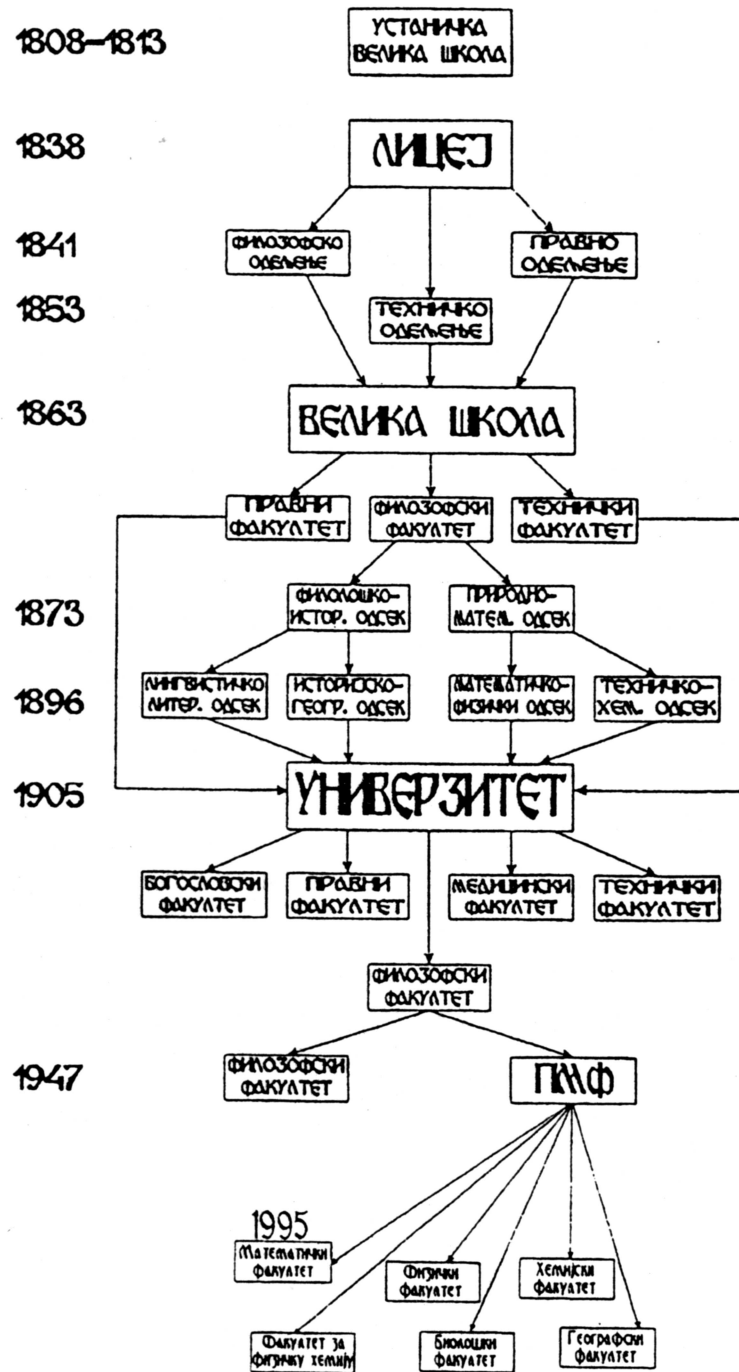 1808–1813
УСТАНИЧКА
ВЕЛИКА ШКОЛА
1838
ЛИЦЕЈ
1841
ФИЛОЗОФСКО
ОДЕЉЕЊЕ
ПРАВНО
ОДЕЉЕЊЕ
1853
ТЕХНИЧКО
ОДЕЉЕЊЕ
1863
ВЕЛИКА ШКОЛА
ПРАВНИ
ФАКУЛТЕТ
ФИЛОЗОФСКИ
ФАКУЛТЕТ
ТЕХНИЧКИ
ФАКУЛТЕТ
1873
ФИЛОЛОШКО-
ИСТОР. ОДСЕК
ПРИРОДНО-
МАТЕМ. ОДСЕК
1896
ЛИНГВИСТИЧКО
ЛИТЕР. ОДСЕК
ИСТОРИЈСКО-
ГЕОГР. ОДСЕК
МАТЕМАТИЧКО-
ФИЗИЧКИ ОДСЕК
ТЕХНИЧКО-
ХЕМ. ОДСЕК
1905
УНИВЕРЗИТЕТ
БОГОСЛОВСКИ
ФАКУЛТЕТ
ПРАВНИ
ФАКУЛТЕТ
МЕДИЦИНСКИ
ФАКУЛТЕТ
ТЕХНИЧКИ
ФАКУЛТЕТ
ФИЛОЗОФСКИ
ФАКУЛТЕТ
1947
ФИЛОЗОФСКИ
ФАКУЛТЕТ
ПМФ
1995
Математички
факултет
Физички
факултет
Хемијски
факултет
Факултет за
физичку хемију
Биолошки
факултет
Географски
факултет